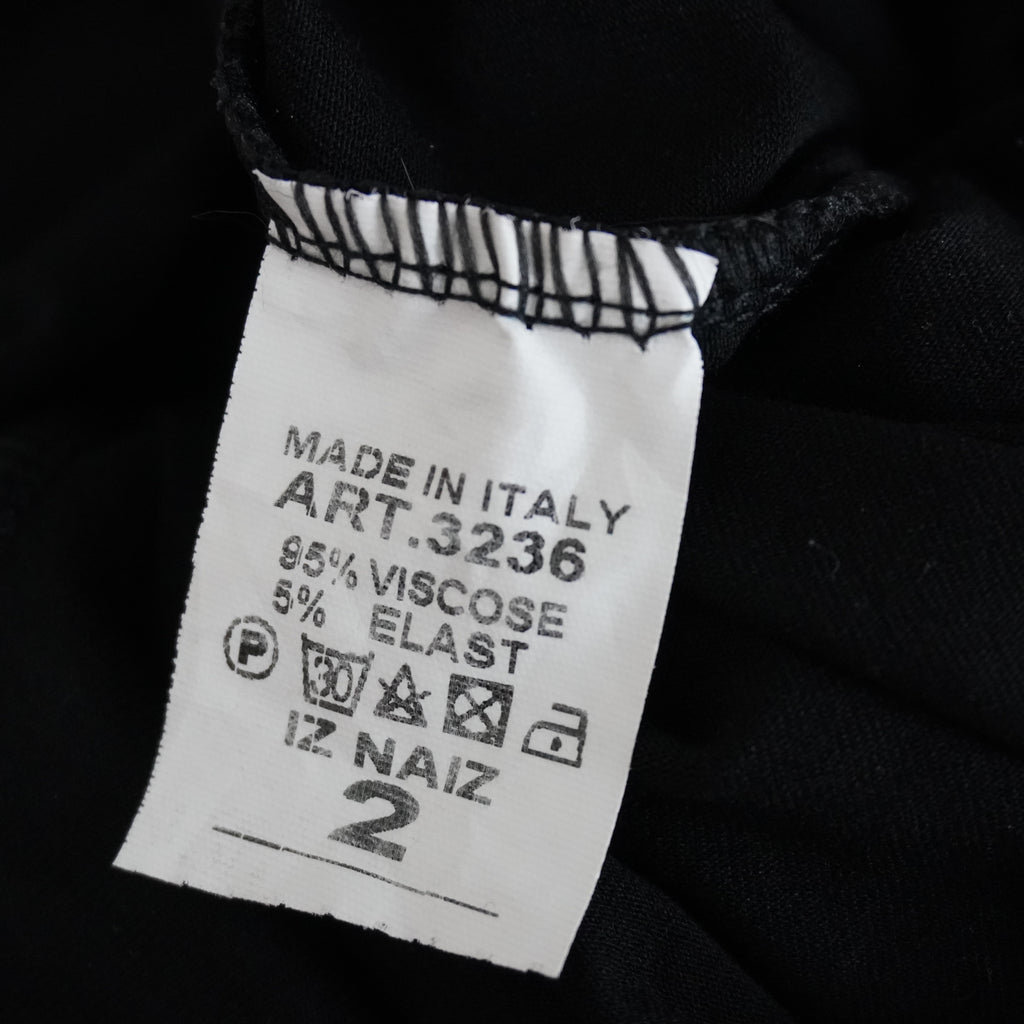 MADE IN ITALY
ART.3236
95% VISCOSE
5% ELAST
P 30
IZ NAIZ
2